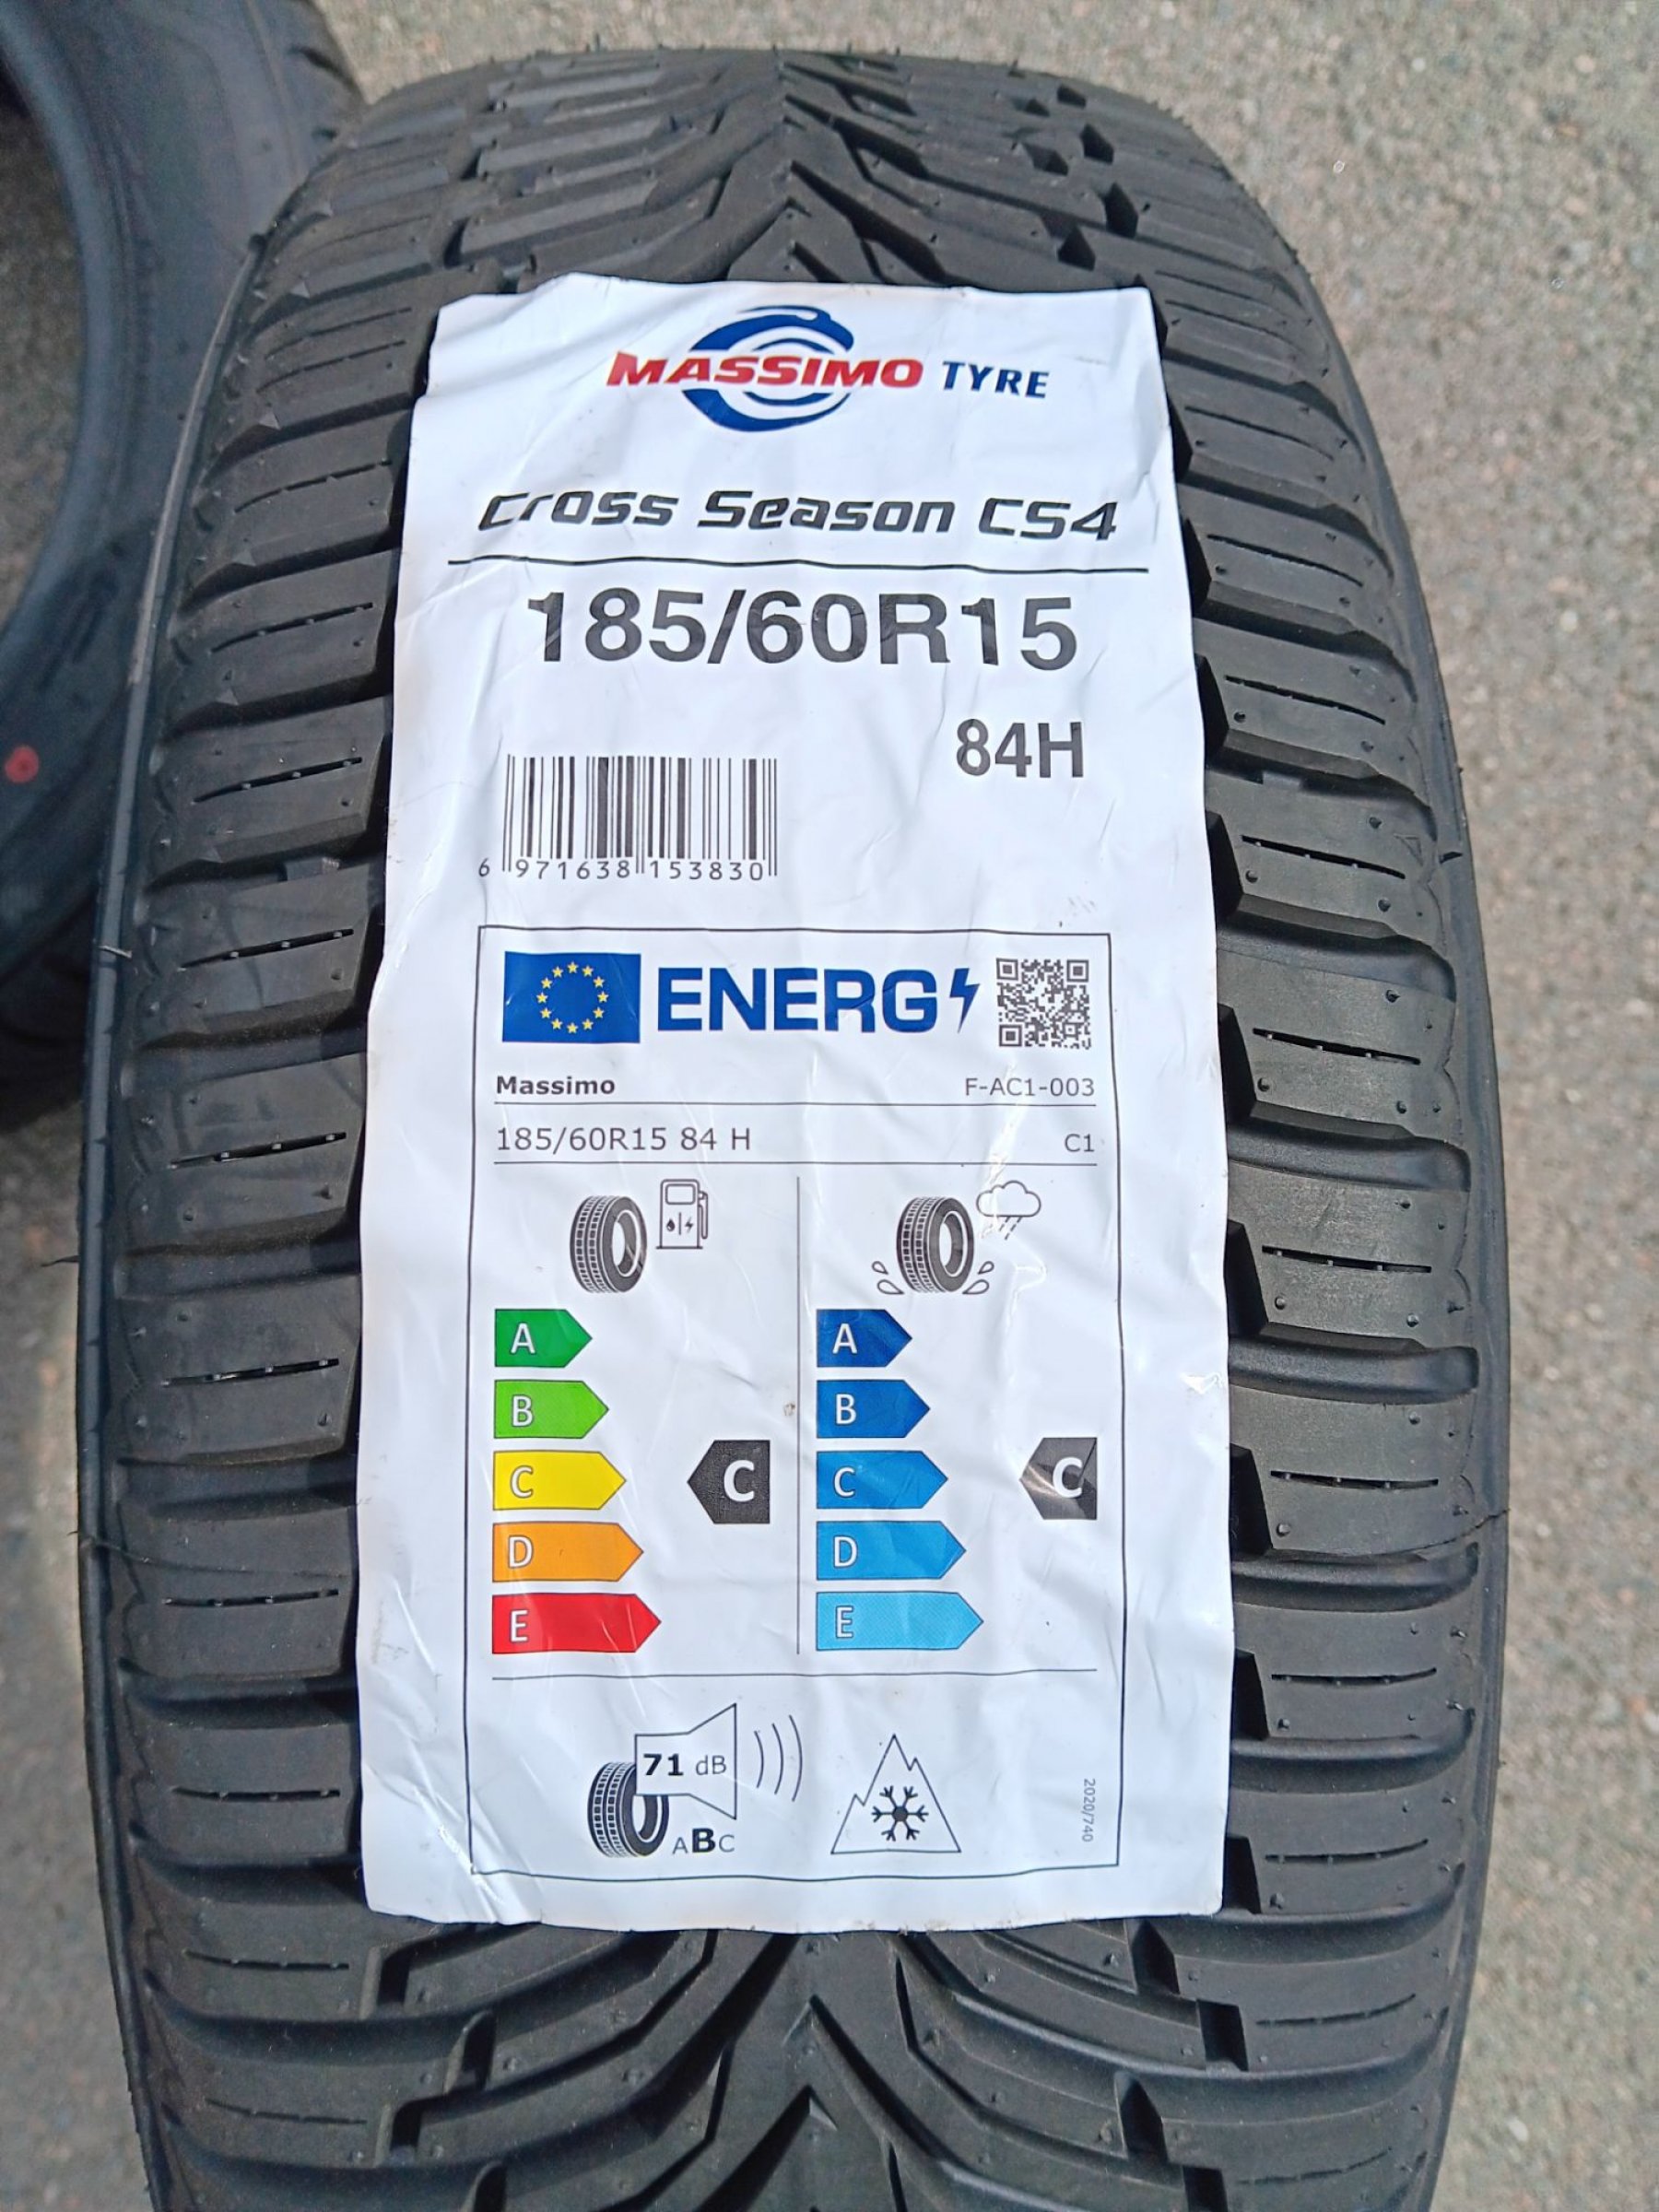 MASSIMO TYRE
Cross Season CS4
185/60R15
84H
6 971638 153830
ENERG
Massimo F-AC1-003
185/60R15 84 H C1
A A
B B
C C C C
D D
E E
71 dB
ABC
2020/740